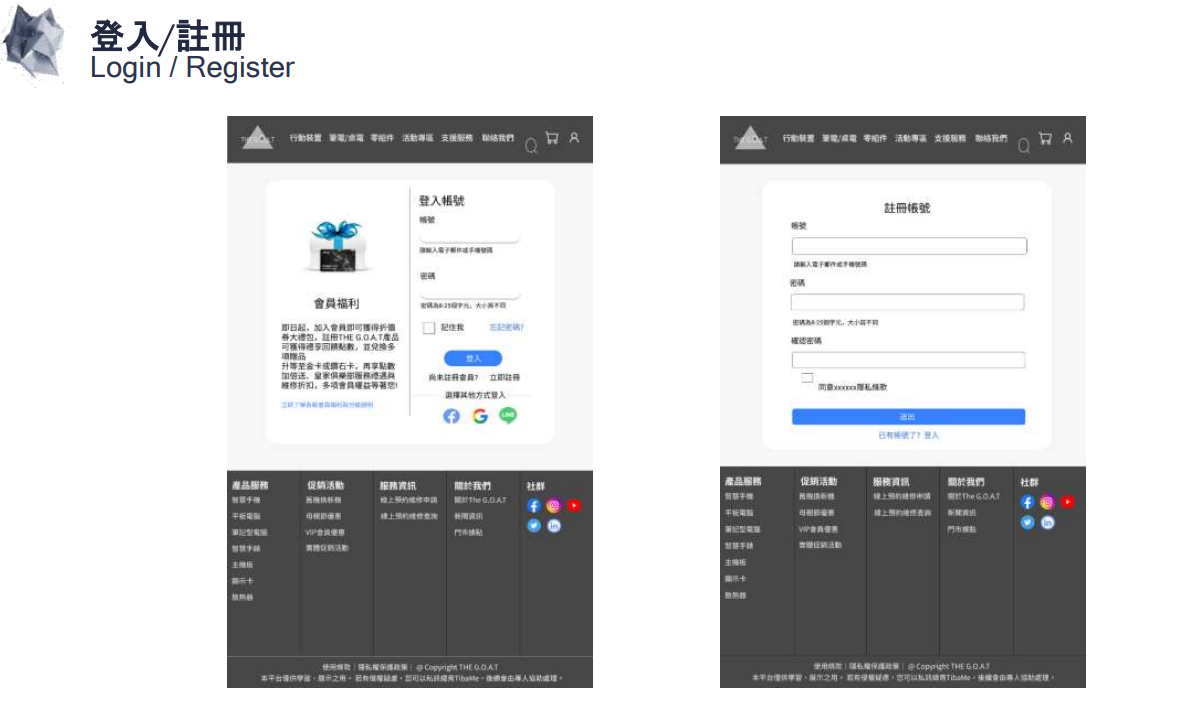 登入/註冊
Login / Register
THE G.O.A.T
行動裝置 筆電/桌電 零組件 活動專區 支援服務 聯絡我們
登入帳號
帳號
請輸入電子郵件或手機號碼
密碼
密碼為8-25個字元，大小寫不同
記住我 忘記密碼?
登入
尚未註冊會員? 立即註冊
選擇其他方式登入
LINE
會員福利
即日起，加入會員即可獲得折價
券大禮包，註冊THE G.O.A.T產品
可獲得禮享回饋點數，並兌換多
項贈品
升等至金卡或鑽石卡，再享點數
加倍送、皇家俱樂部服務禮遇與
維修折扣，多項會員權益等著您!
產品服務
智慧手機
平板電腦
筆記型電腦
智慧手錶
主機板
顯示卡
散熱器
促銷活動
舊機換新機
母親節優惠
VIP會員優惠
實體促銷活動
服務資訊
線上預約維修申請
線上預約維修查詢
關於我們
關於The G.O.A.T
新聞資訊
門市據點
社群
使用條款｜隱私權保護政策｜ @ Copyright THE G.O.A.T
本平台僅供學習、展示之用。若有侵權疑慮，您可以私訊緯育TibaMe，後續會由專人協助處理。
THE G.O.A.T
行動裝置 筆電/桌電 零組件 活動專區 支援服務 聯絡我們
註冊帳號
帳號
請輸入電子郵件或手機號碼
密碼
密碼為8-25個字元，大小寫不同
確認密碼
同意xxxxxx隱私條款
送出
已有帳號了? 登入
產品服務
智慧手機
平板電腦
筆記型電腦
智慧手錶
主機板
顯示卡
散熱器
促銷活動
舊機換新機
母親節優惠
VIP會員優惠
實體促銷活動
服務資訊
線上預約維修申請
線上預約維修查詢
關於我們
關於The G.O.A.T
新聞資訊
門市據點
社群
使用條款｜隱私權保護政策｜ @ Copyright THE G.O.A.T
本平台僅供學習、展示之用。若有侵權疑慮，您可以私訊緯育TibaMe，後續會由專人協助處理。